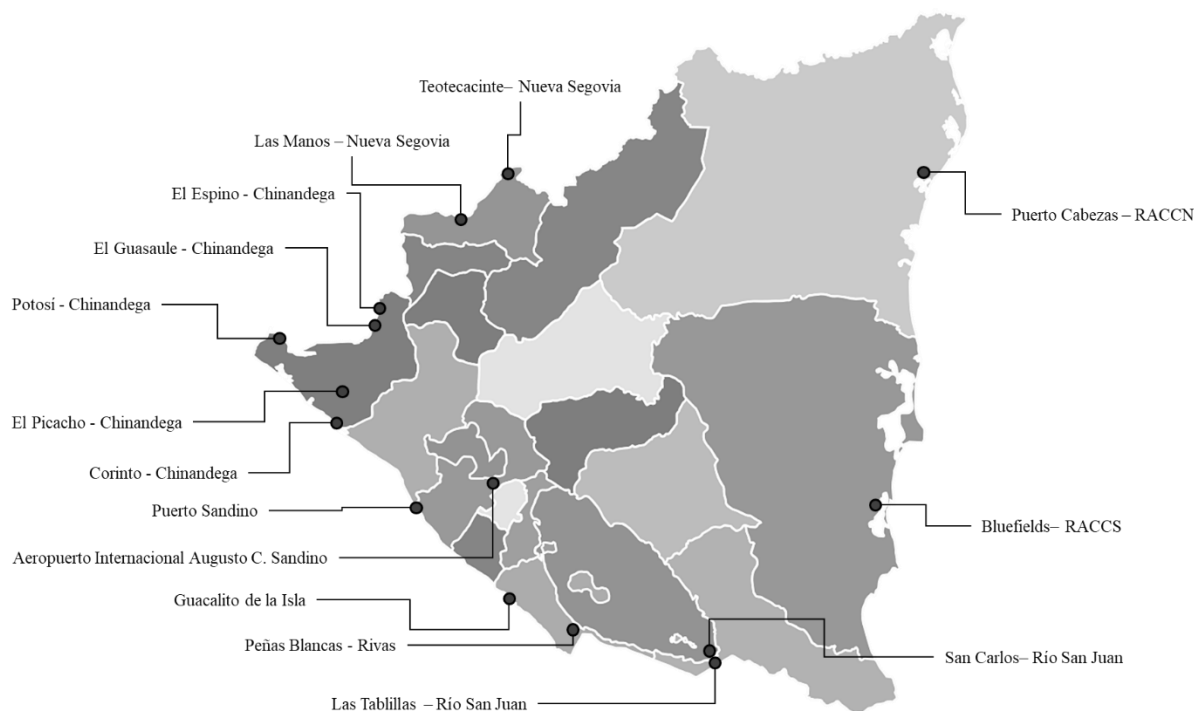 Teotecacinte– Nueva Segovia
Las Manos – Nueva Segovia
El Espino - Chinandega
El Guasaule - Chinandega
Potosí - Chinandega
Puerto Cabezas – RACCN
El Picacho - Chinandega
Corinto - Chinandega
Puerto Sandino
Bluefields– RACCS
Aeropuerto Internacional Augusto C. Sandino
Guacalito de la Isla
Peñas Blancas - Rivas
San Carlos– Río San Juan
Las Tablillas – Río San Juan